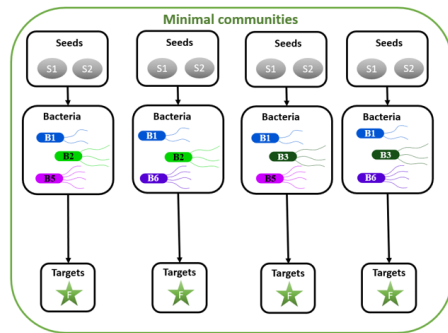 Minimal communities
Seeds
S1 S2
Bacteria
B1
B2
B5
Targets
F
Seeds
S1 S2
Bacteria
B1
B2
B6
Targets
F
Seeds
S1 S2
Bacteria
B1
B3
B5
Targets
F
Seeds
S1 S2
Bacteria
B1
B3
B6
Targets
F